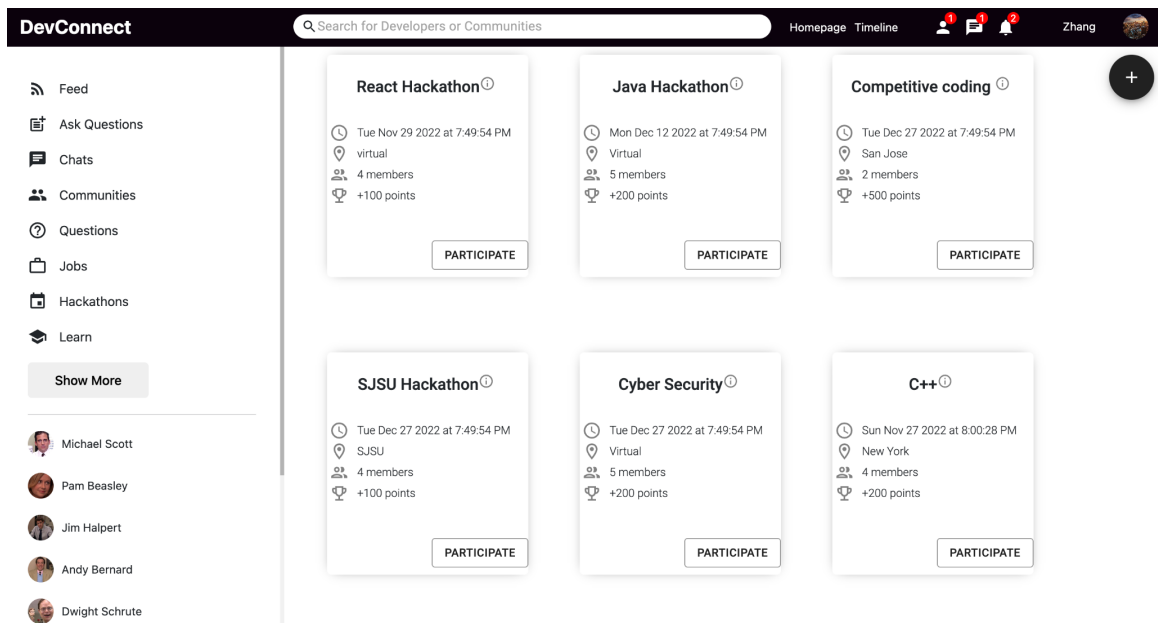 DevConnect
Search for Developers or Communities
Homepage Timeline
1
1
2
Zhang
Feed
Ask Questions
Chats
Communities
Questions
Jobs
Hackathons
Learn
Show More
Michael Scott
Pam Beasley
Jim Halpert
Andy Bernard
Dwight Schrute
React Hackathon
Tue Nov 29 2022 at 7:49:54 PM
virtual
4 members
+100 points
PARTICIPATE
Java Hackathon
Mon Dec 12 2022 at 7:49:54 PM
Virtual
5 members
+200 points
PARTICIPATE
Competitive coding
Tue Dec 27 2022 at 7:49:54 PM
San Jose
2 members
+500 points
PARTICIPATE
SJSU Hackathon
Tue Dec 27 2022 at 7:49:54 PM
SJSU
4 members
+100 points
PARTICIPATE
Cyber Security
Tue Dec 27 2022 at 7:49:54 PM
Virtual
5 members
+200 points
PARTICIPATE
C++
Sun Nov 27 2022 at 8:00:28 PM
New York
4 members
+200 points
PARTICIPATE
+